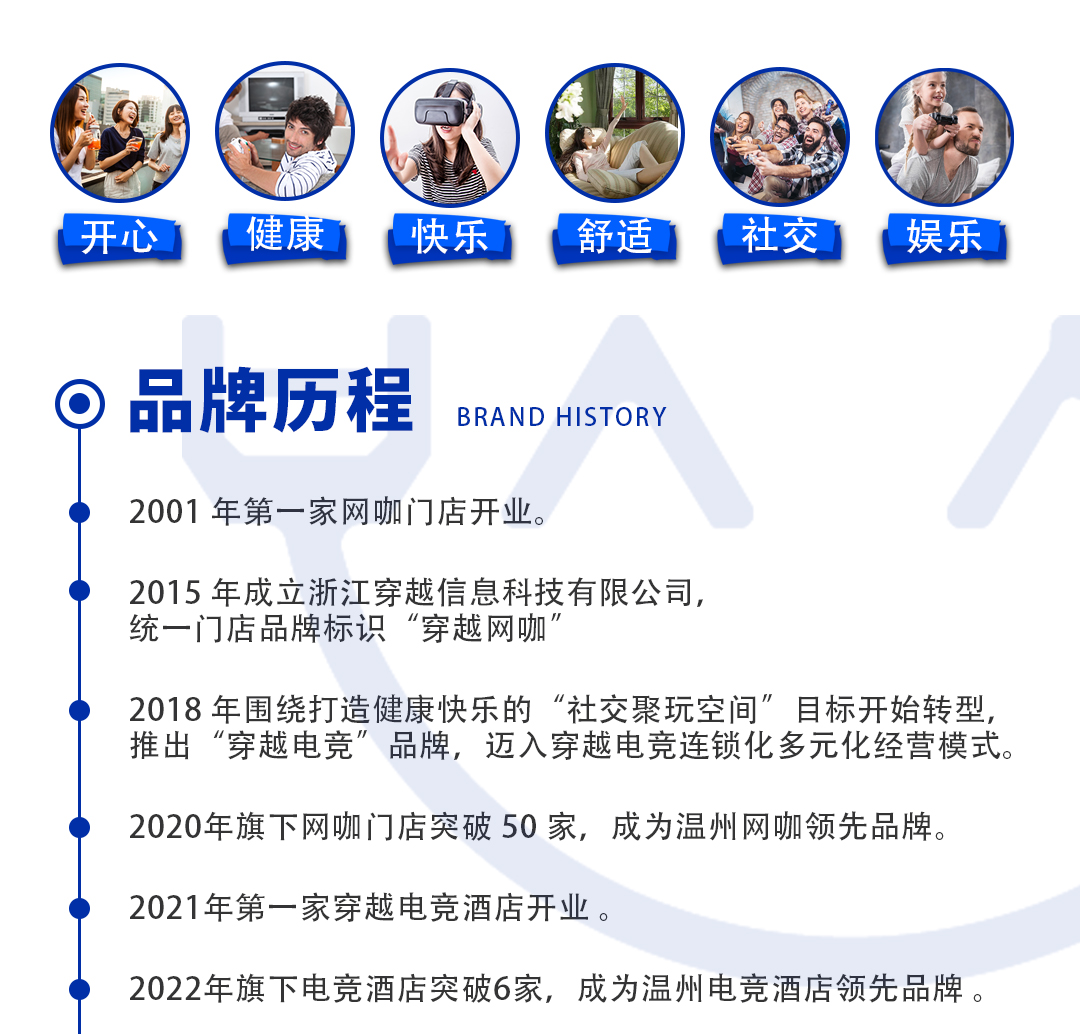 开心
健康
快乐
舒适
社交
娱乐
品牌历程 BRAND HISTORY
2001 年第一家网咖门店开业。
2015 年成立浙江穿越信息科技有限公司,
统一门店品牌标识“穿越网咖”
2018 年围绕打造健康快乐的“社交聚玩空间”目标开始转型,
推出“穿越电竞”品牌，迈入穿越电竞连锁化多元化经营模式。
2020年旗下网咖门店突破 50 家，成为温州网咖领先品牌。
2021年第一家穿越电竞酒店开业 。
2022年旗下电竞酒店突破6家，成为温州电竞酒店领先品牌 。